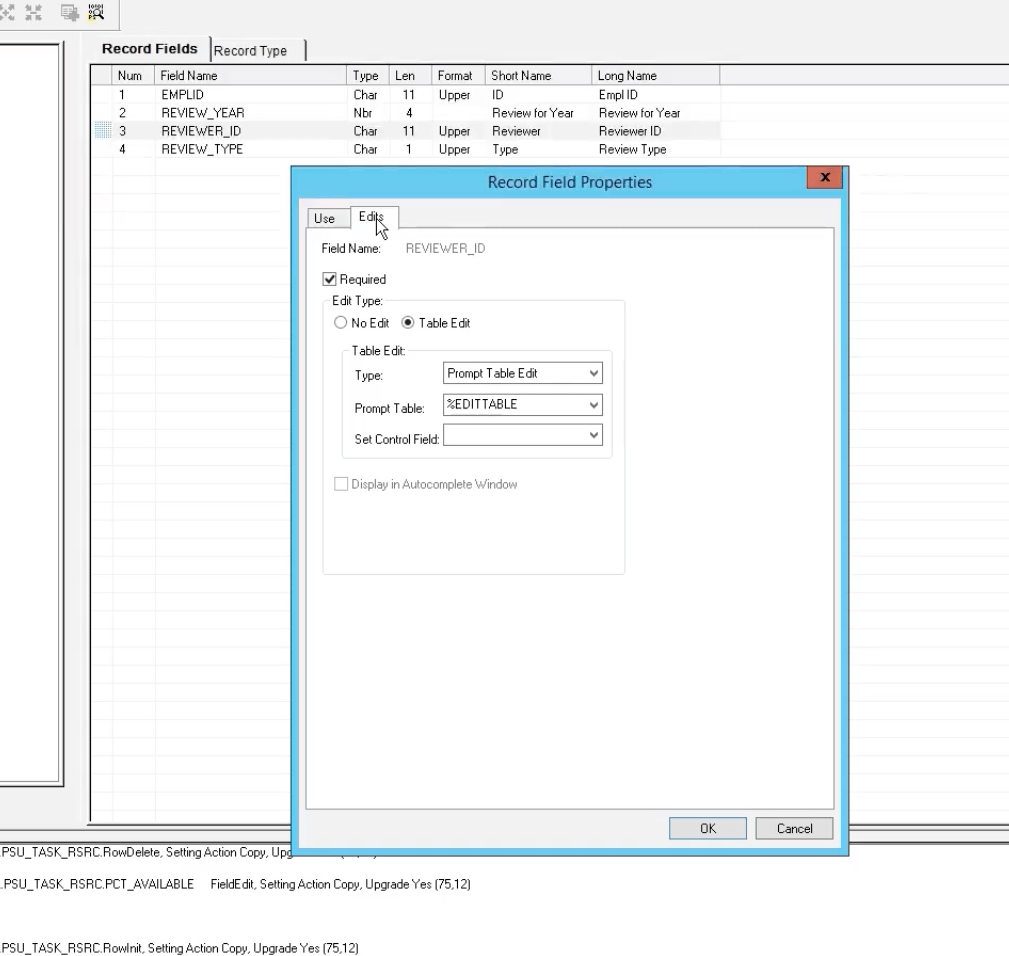 Record Fields Record Type
Num Field Name Type Len Format Short Name Long Name
1 EMPLID Char 11 Upper ID Empl ID
2 REVIEW_YEAR Nbr 4 Review for Year Review for Year
3 REVIEWER_ID Char 11 Upper Reviewer Reviewer ID
4 REVIEW_TYPE Char 1 Upper Type Review Type
Record Field Properties
x
Use Edits
Field Name: REVIEWER_ID
Required
Edit Type:
No Edit Table Edit
Table Edit:
Type: Prompt Table Edit
Prompt Table: %EDITTABLE
Set Control Field:
Display in Autocomplete Window
OK Cancel
.PSU_TASK_RSRC.RowDelete, Setting Action Copy, Upg
.PSU_TASK_RSRC.PCT_AVAILABLE FieldEdit, Setting Action Copy, Upgrade Yes (75,12)
.PSU_TASK_RSRC.RowInit, Setting Action Copy, Upgrade Yes (75,12)